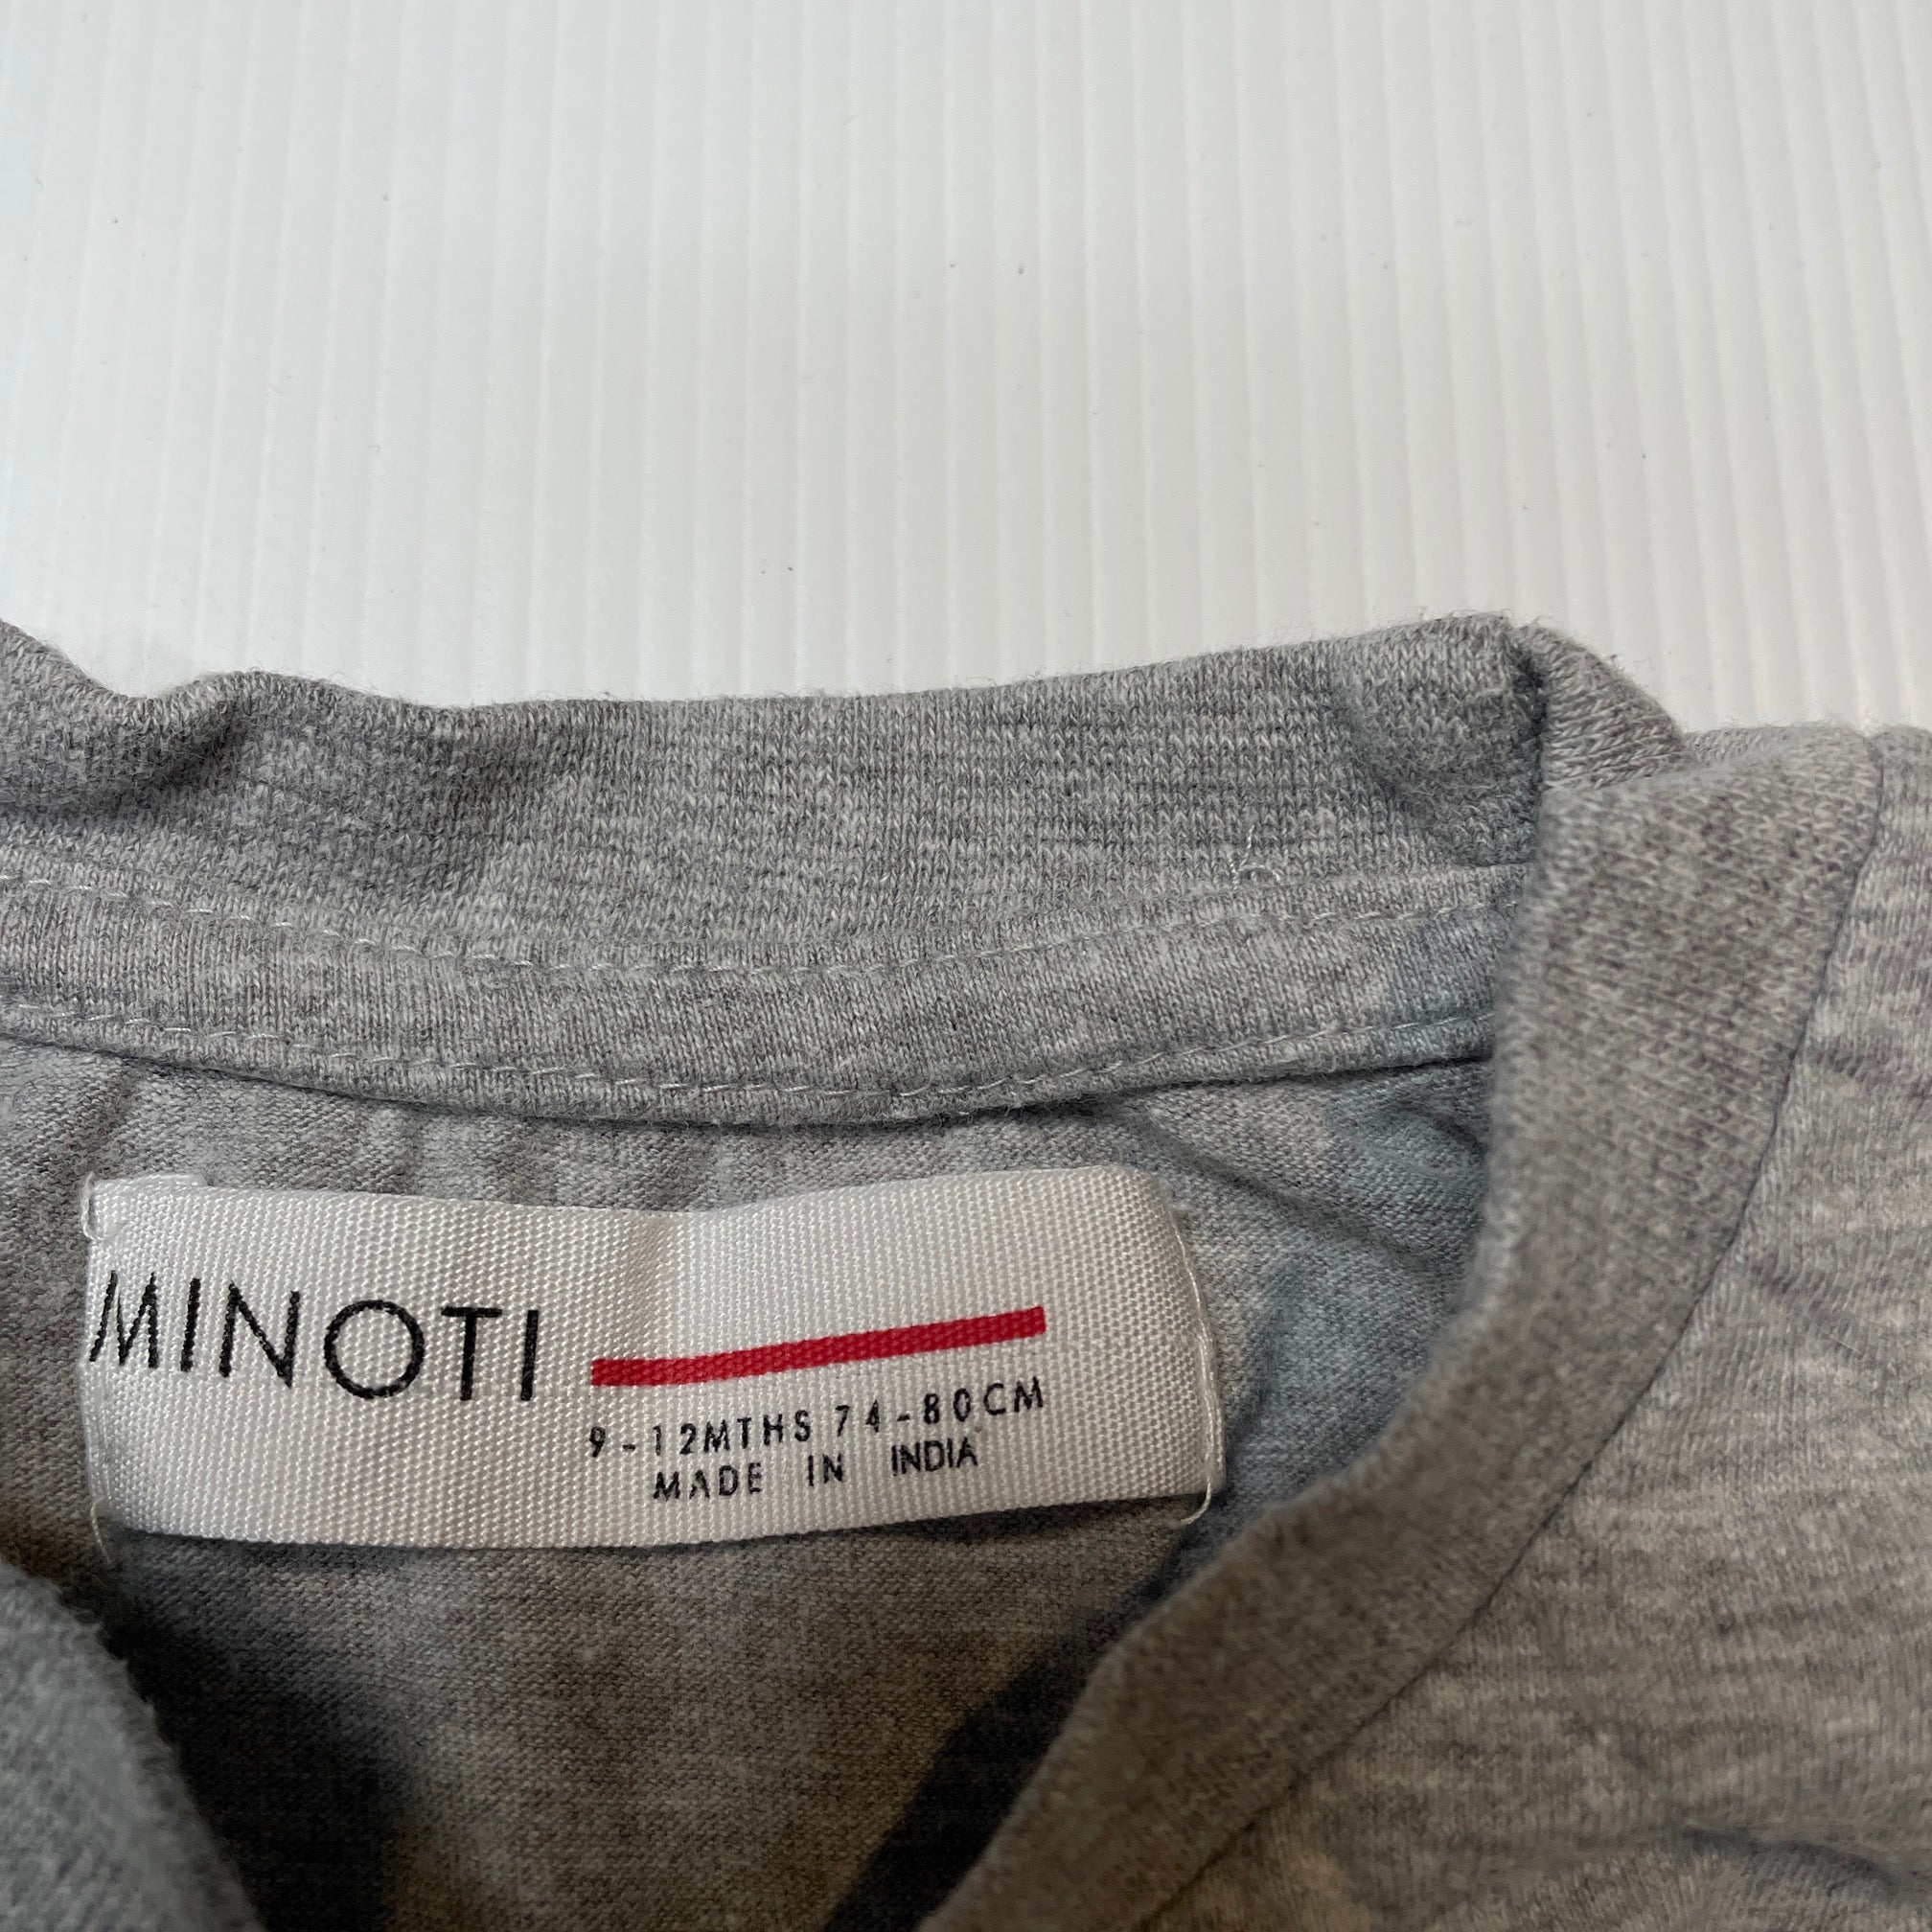 MINOTI
9-12MTHS 74-80CM
MADE IN INDIA